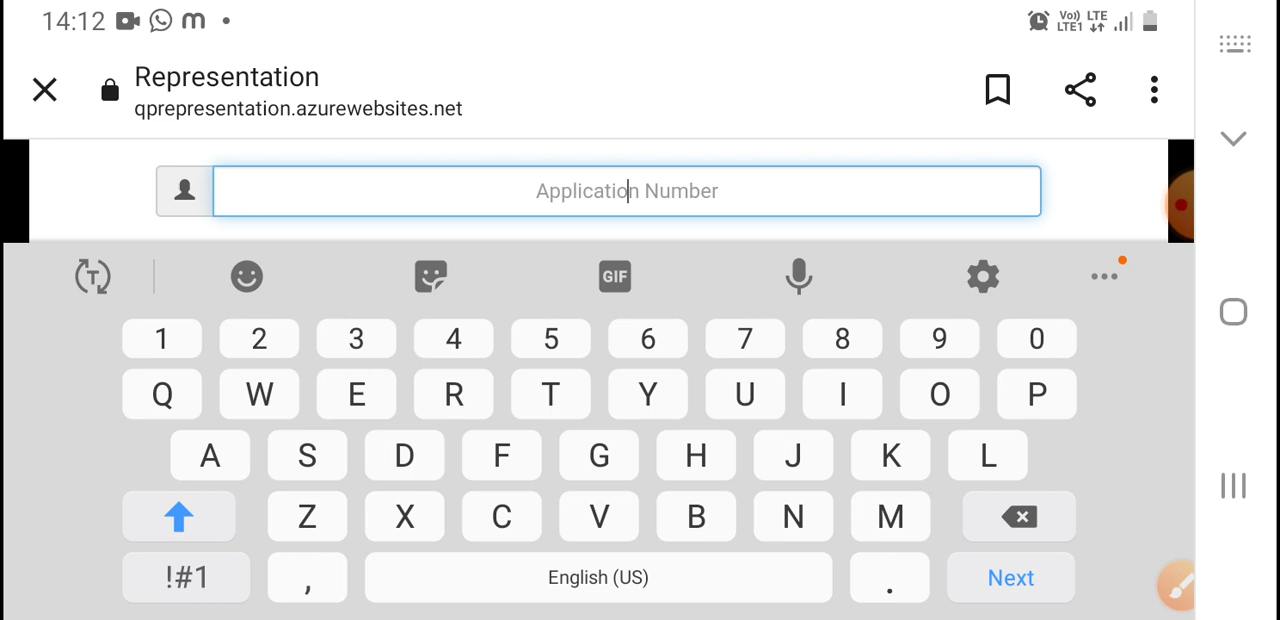 14:12
Vo)) LTE
LTE1
Representation
qprepresentation.azurewebsites.net
Application Number
T GIF
1 2 3 4 5 6 7 8 9 0
Q W E R T Y U I O P
A S D F G H J K L
Z X C V B N M
!#1 , English (US) . Next